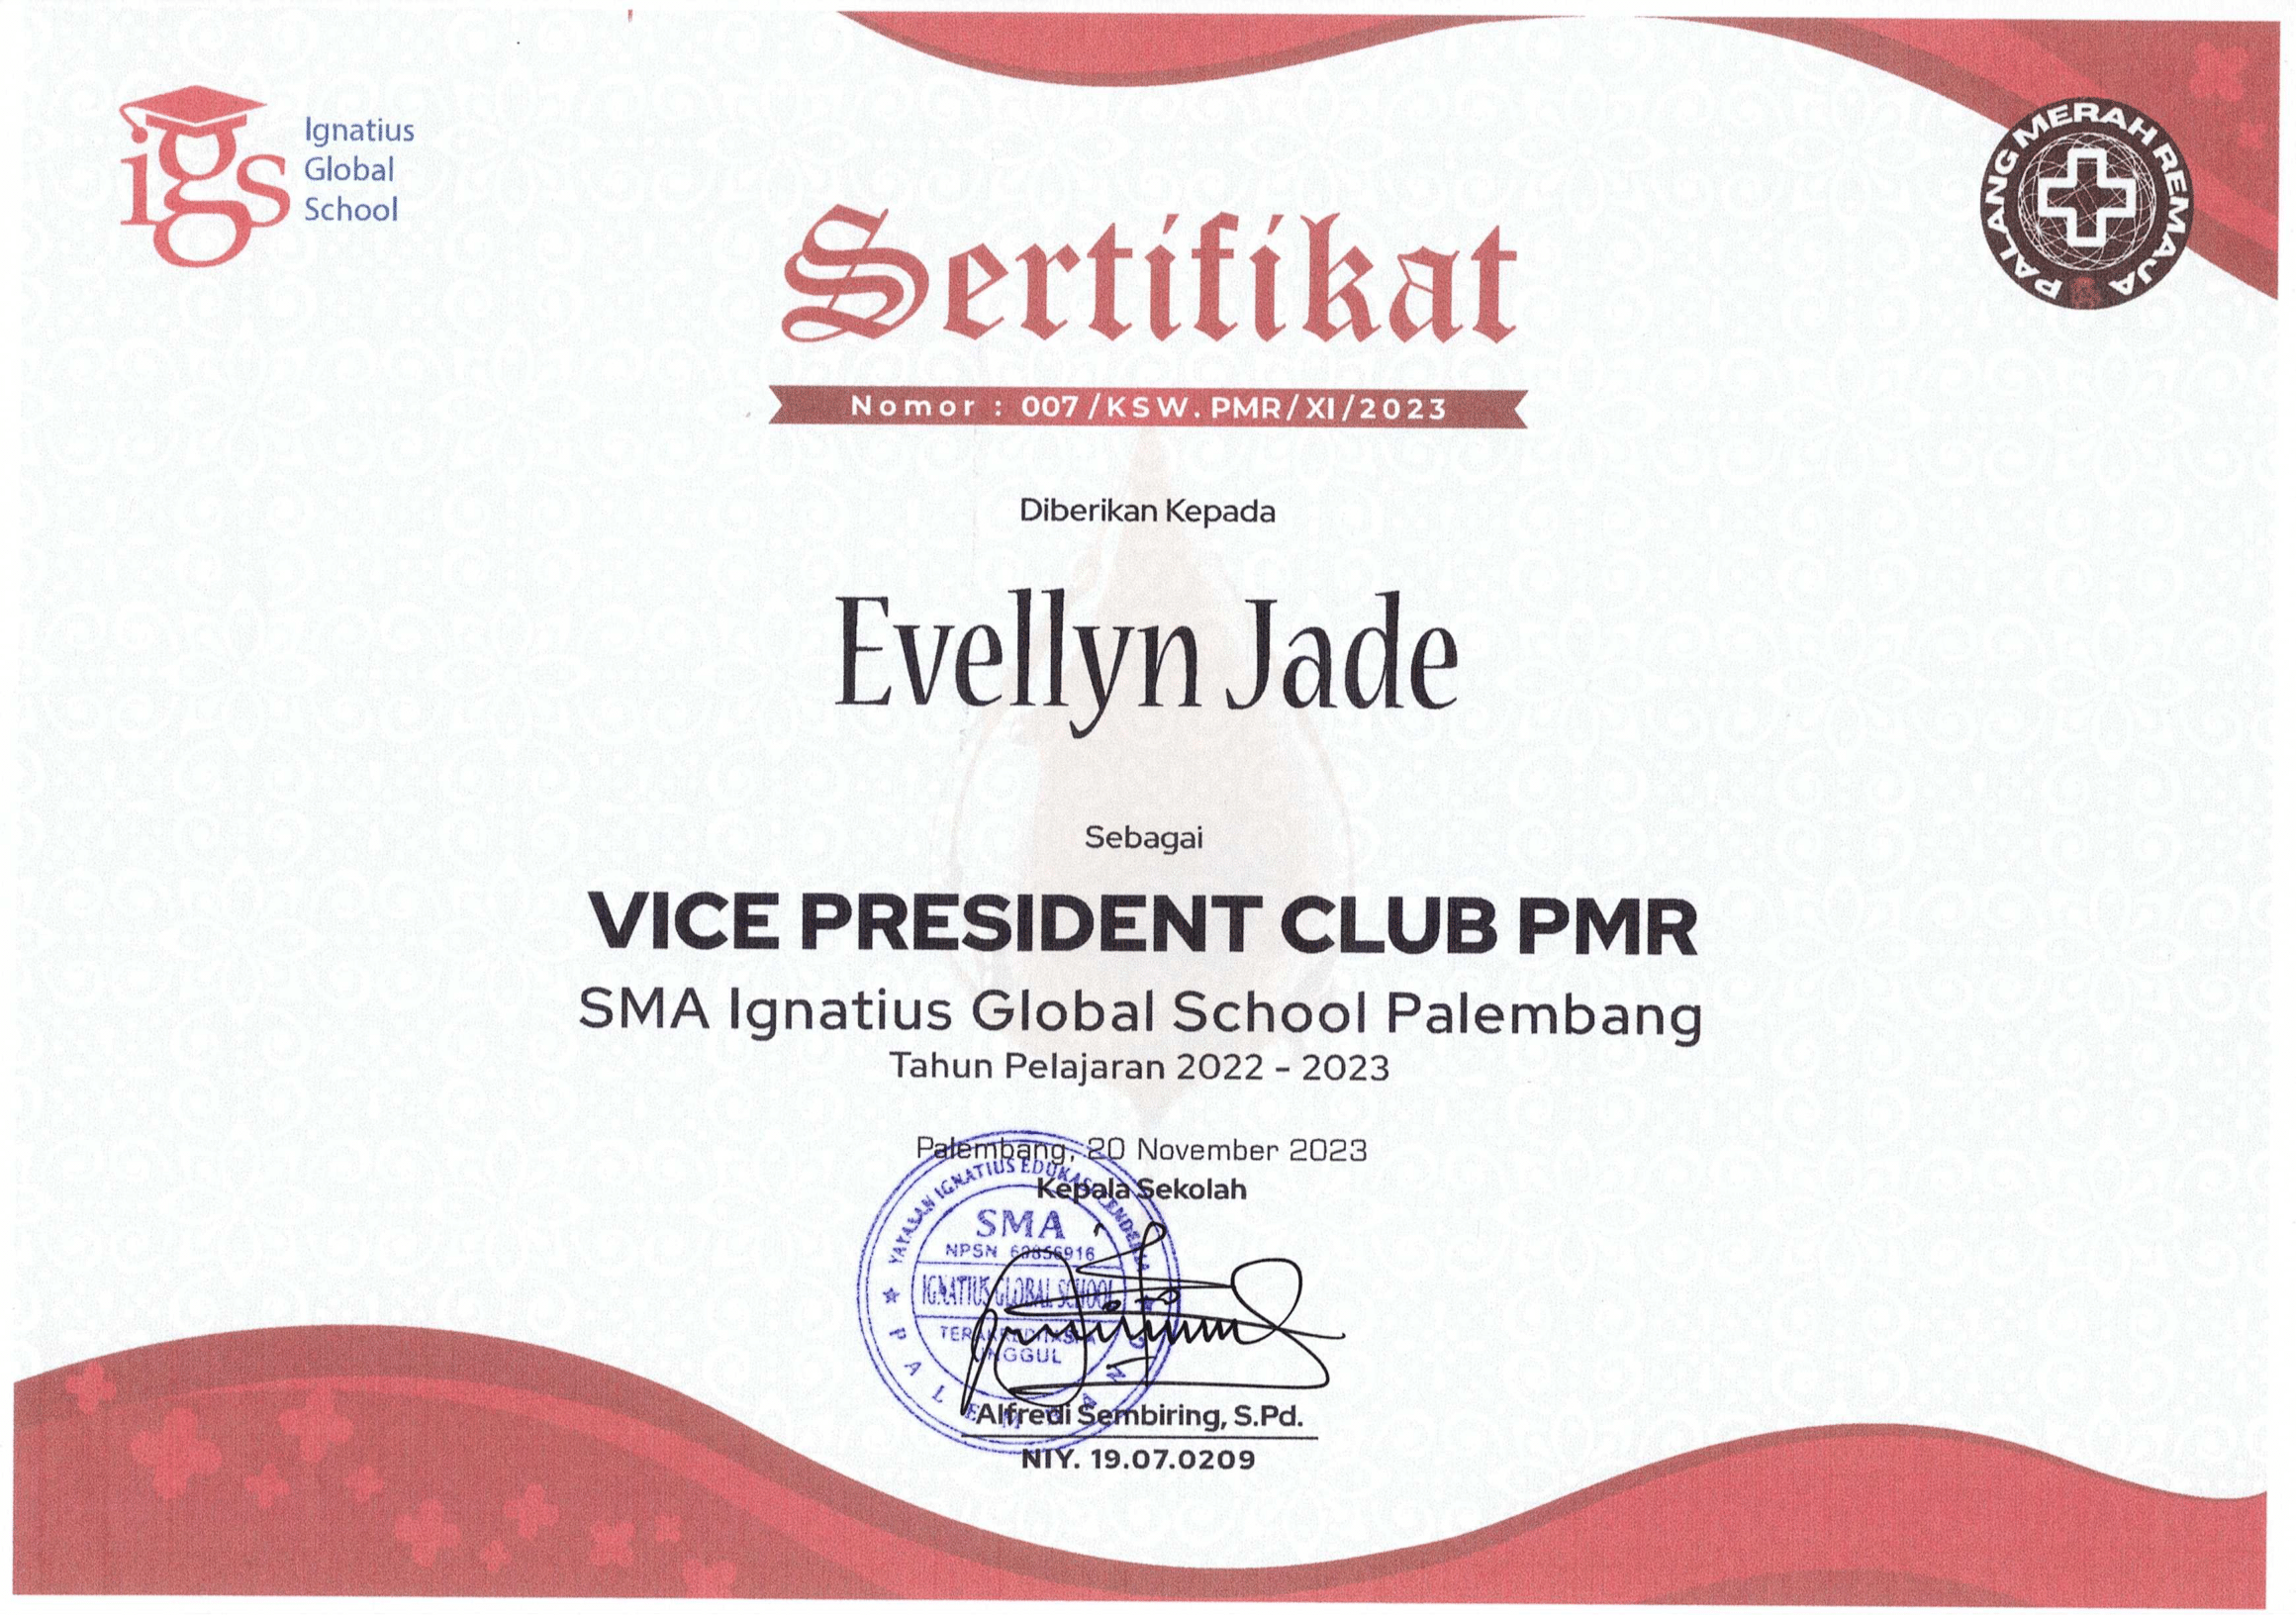 Ignatius
Global
School
igs
PALANG MERAH REMAJA
Sertifikat
Nomor : 007/KSW.PMR/XI/2023
Diberikan Kepada
Evellyn Jade
Sebagai
VICE PRESIDENT CLUB PMR
SMA Ignatius Global School Palembang
Tahun Pelajaran 2022 - 2023
Palembang, 20 November 2023
Kepala Sekolah
YAYASAN IGNATIUS EDUKASI
SMA
NPSN
IGNATIUS GLOBAL SCHOOL
TERAKREDITASI
UNGGUL
PALEMBANG
Alfredi Sembiring, S.Pd.
NIY. 19.07.0209